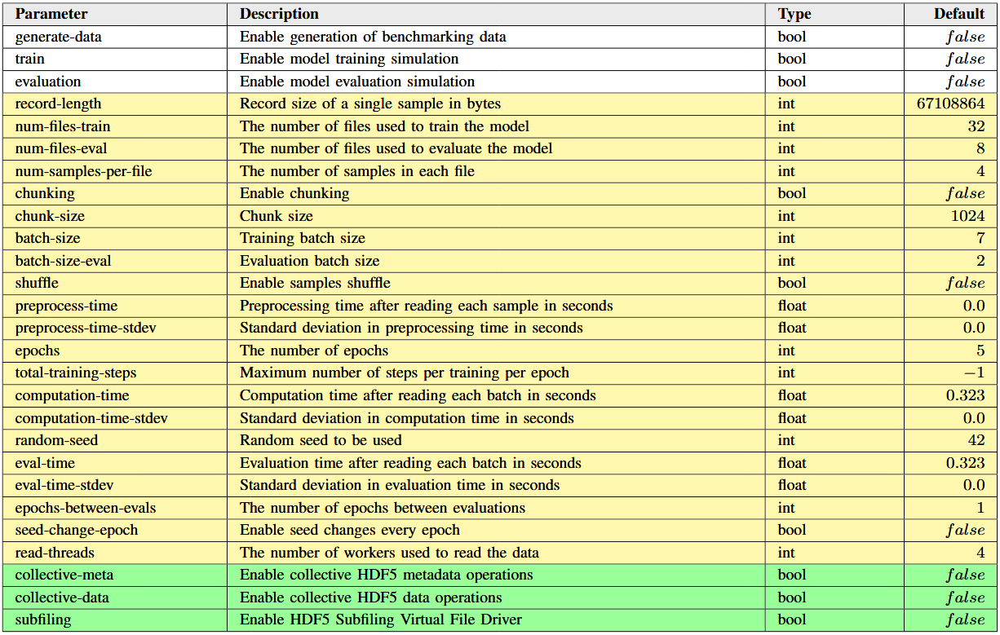 Parameter Description Type Default
generate-data Enable generation of benchmarking data bool false
train Enable model training simulation bool false
evaluation Enable model evaluation simulation bool false
record-length Record size of a single sample in bytes int 67108864
num-files-train The number of files used to train the model int 32
num-files-eval The number of files used to evaluate the model int 8
num-samples-per-file The number of samples in each file int 4
chunking Enable chunking bool false
chunk-size Chunk size int 1024
batch-size Training batch size int 7
batch-size-eval Evaluation batch size int 2
shuffle Enable samples shuffle bool false
preprocess-time Preprocessing time after reading each sample in seconds float 0.0
preprocess-time-stdev Standard deviation in preprocessing time in seconds float 0.0
epochs The number of epochs int 5
total-training-steps Maximum number of steps per training per epoch int −1
computation-time Computation time after reading each batch in seconds float 0.323
computation-time-stdev Standard deviation in computation time in seconds float 0.0
random-seed Random seed to be used int 42
eval-time Evaluation time after reading each batch in seconds float 0.323
eval-time-stdev Standard deviation in evaluation time in seconds float 0.0
epochs-between-evals The number of epochs between evaluations int 1
seed-change-epoch Enable seed changes every epoch bool false
read-threads The number of workers used to read the data int 4
collective-meta Enable collective HDF5 metadata operations bool false
collective-data Enable collective HDF5 data operations bool false
subfiling Enable HDF5 Subfiling Virtual File Driver bool false